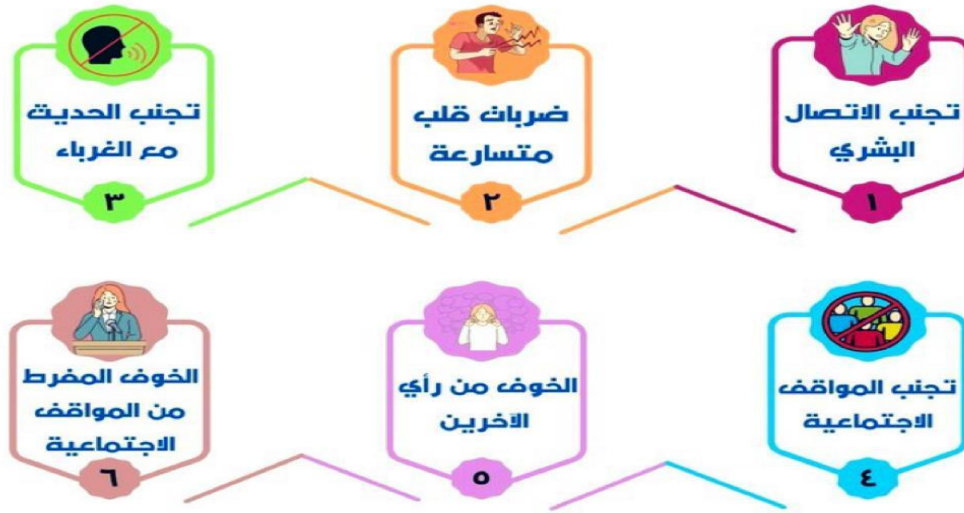 تجنب الاتصال
البشري
١
ضربات قلب
متسارعة
٢
تجنب الحديث
مع الغرباء
٣
تجنب المواقف
الاجتماعية
٤
الخوف من رأي
الآخرين
٥
الخوف المفرط
من المواقف
الاجتماعية
٦